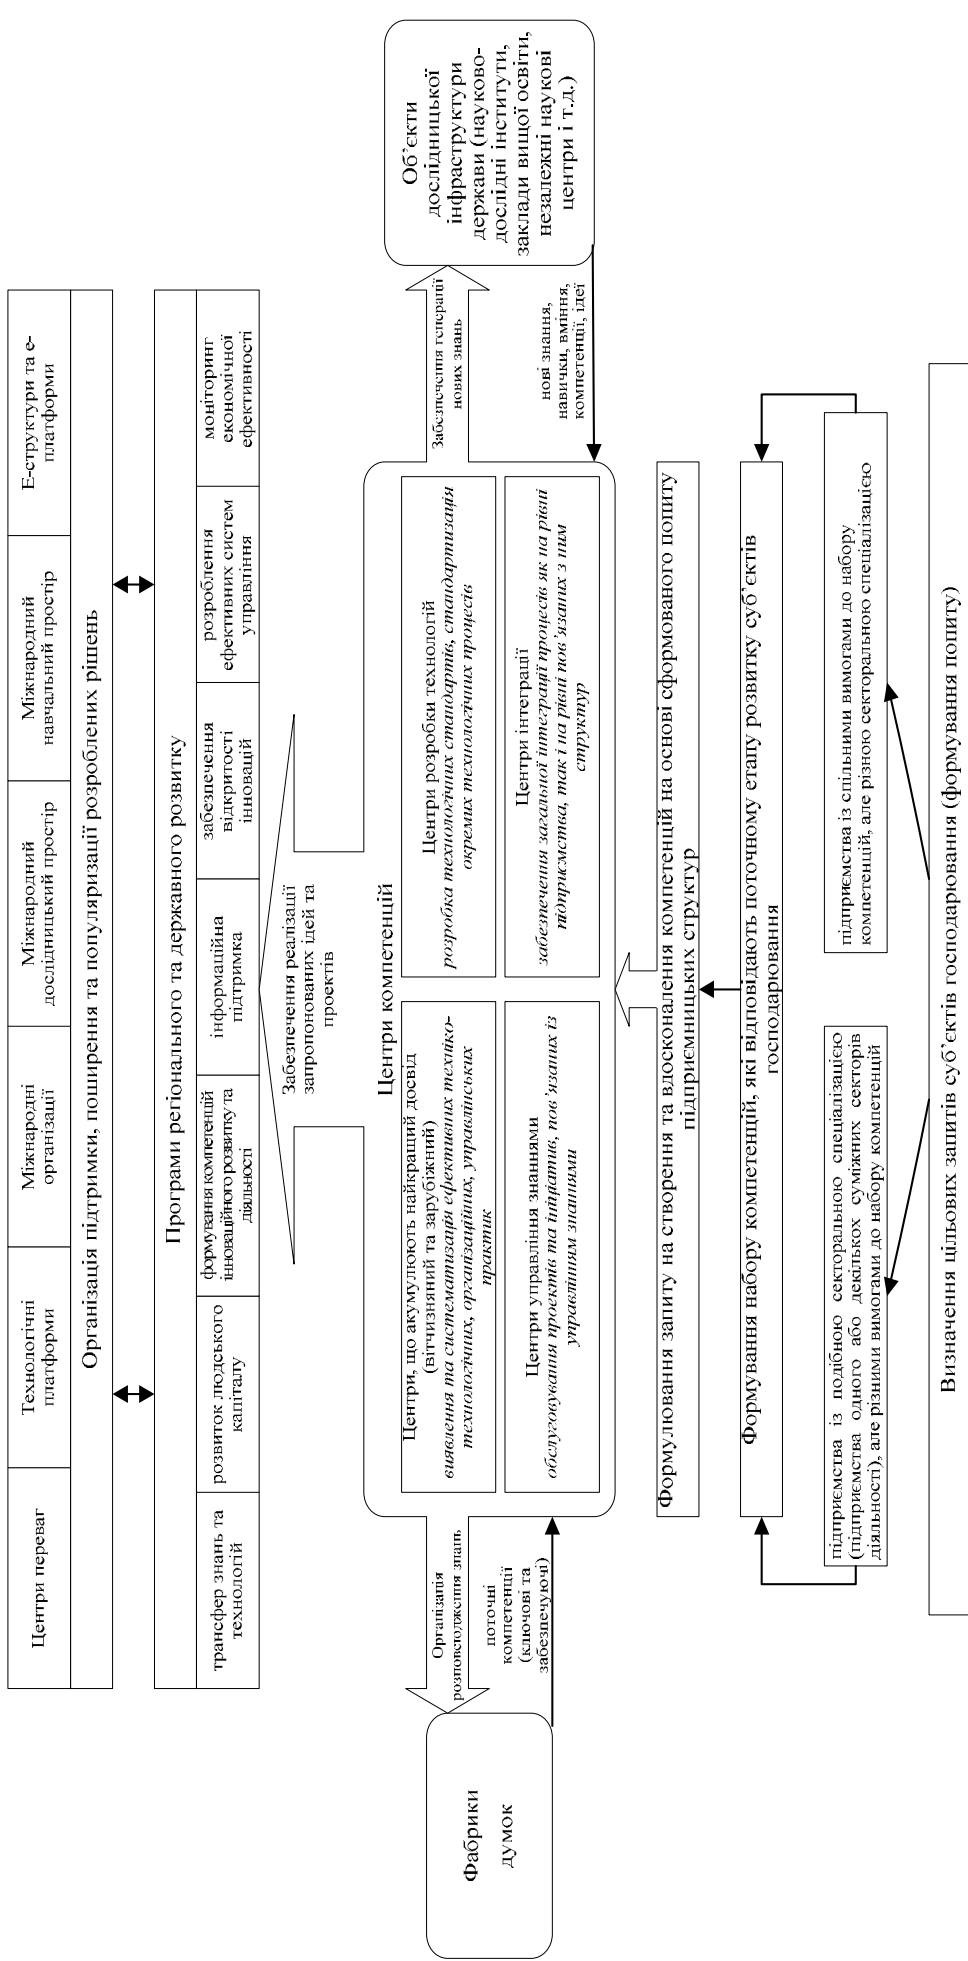 Центри переваг
Технологічні
платформи
Міжнародні
організації
Міжнародний
дослідницький простір
Міжнародний
навчальний простір
Е-структури та е-
платформи
Організація підтримки, поширення та популяризації розроблених рішень
Програми регіонального та державного розвитку
трансфер знань та
технологій
розвиток людського
капіталу
формування компетенцій
інноваційного розвитку та
діяльності
інформаційна
підтримка
забезпечення
відкритості
інновацій
розроблення
ефективних систем
управління
моніторинг
економічної
ефективності
Забезпечення реалізації
запропонованих ідей та
проектів
Фабрики
думок
Організація
розповсюдження знань
поточні
компетенції
(ключові та
забезпечуючі)
Центри компетенцій
Центри, що акумулюють найкращий досвід
(вітчизняний та зарубіжний)
виявлення та систематизація ефективних техніко-
технологічних, організаційних, управлінських
практик
Центри розробки технологій
розробка технологічних стандартів, стандартизація
окремих технологічних процесів
Центри управління знаннями
обслуговування проектів та ініціатив, пов’язаних із
управлінням знаннями
Центри інтеграції
забезпечення загальної інтеграції процесів як на рівні
підприємства, так і на рівні пов’язаних з ним
структур
Забезпечення генерації
нових знань
нові знання,
навички, вміння,
компетенції, ідеї
Об’єкти
дослідницької
інфраструктури
держави (науково-
дослідні інститути,
заклади вищої освіти,
незалежні наукові
центри і т.д.)
Формулювання запиту на створення та вдосконалення компетенцій на основі сформованого попиту
підприємницьких структур
Формування набору компетенцій, які відповідають поточному етапу розвитку суб’єктів
господарювання
підприємства із подібною секторальною спеціалізацією
(підприємства одного або декількох суміжних секторів
діяльності), але різними вимогами до набору компетенцій
підприємства із спільними вимогами до набору
компетенцій, але різною секторальною спеціалізацією
Визначення цільових запитів суб’єктів господарювання (формування попиту)